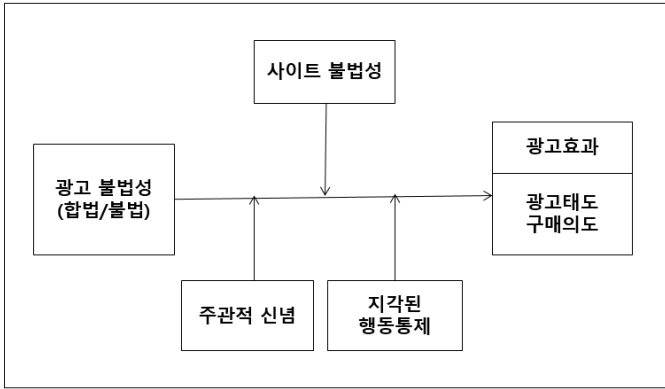 사이트 불법성
광고 불법성
(합법/불법)
광고효과
광고태도
구매의도
주관적 신념
지각된
행동통제